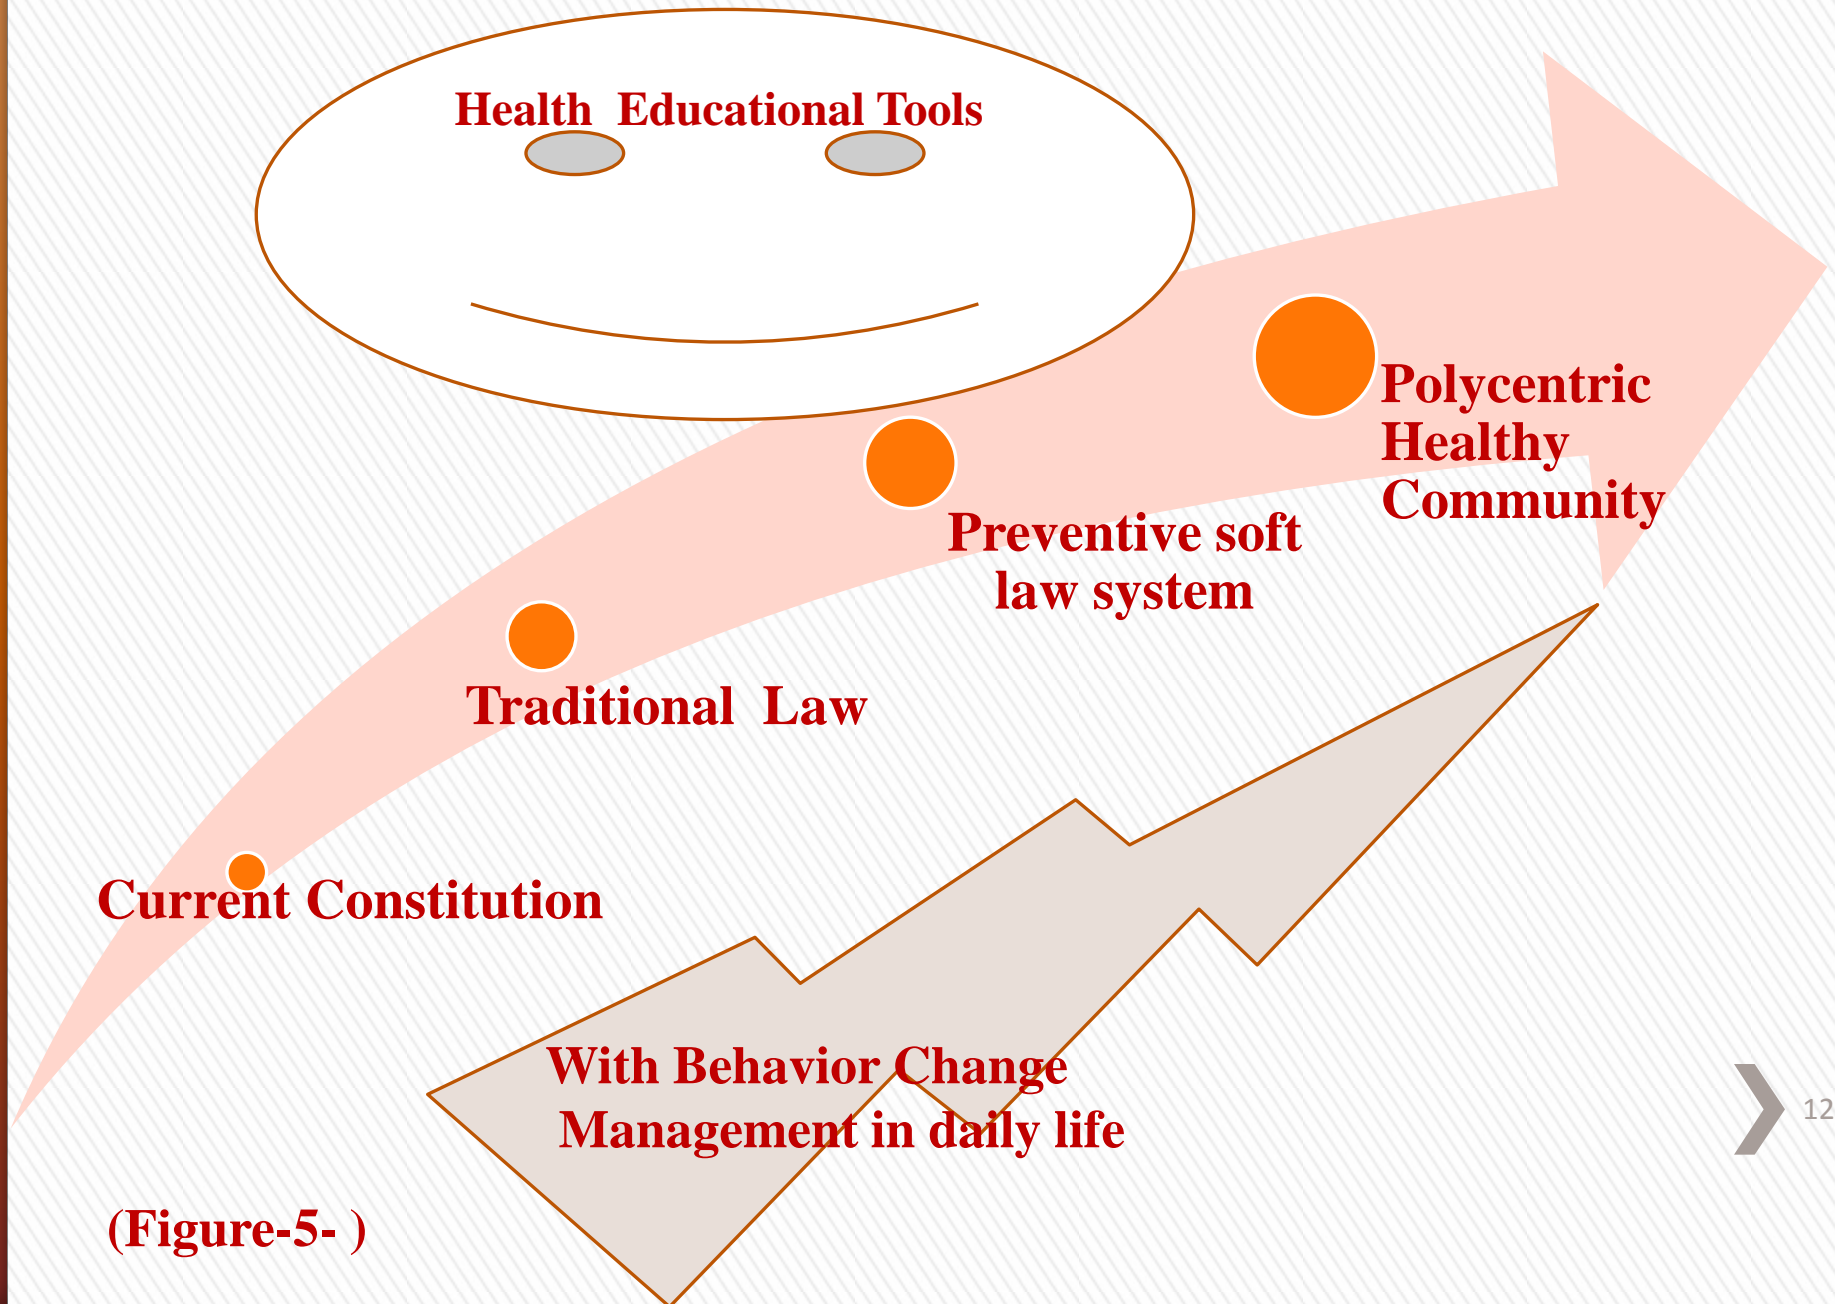 Health  Educational Tools
Polycentric
Healthy
Community
Preventive soft
law system
Traditional  Law
Current Constitution
With Behavior Change
Management in daily life
12
(Figure-5- )